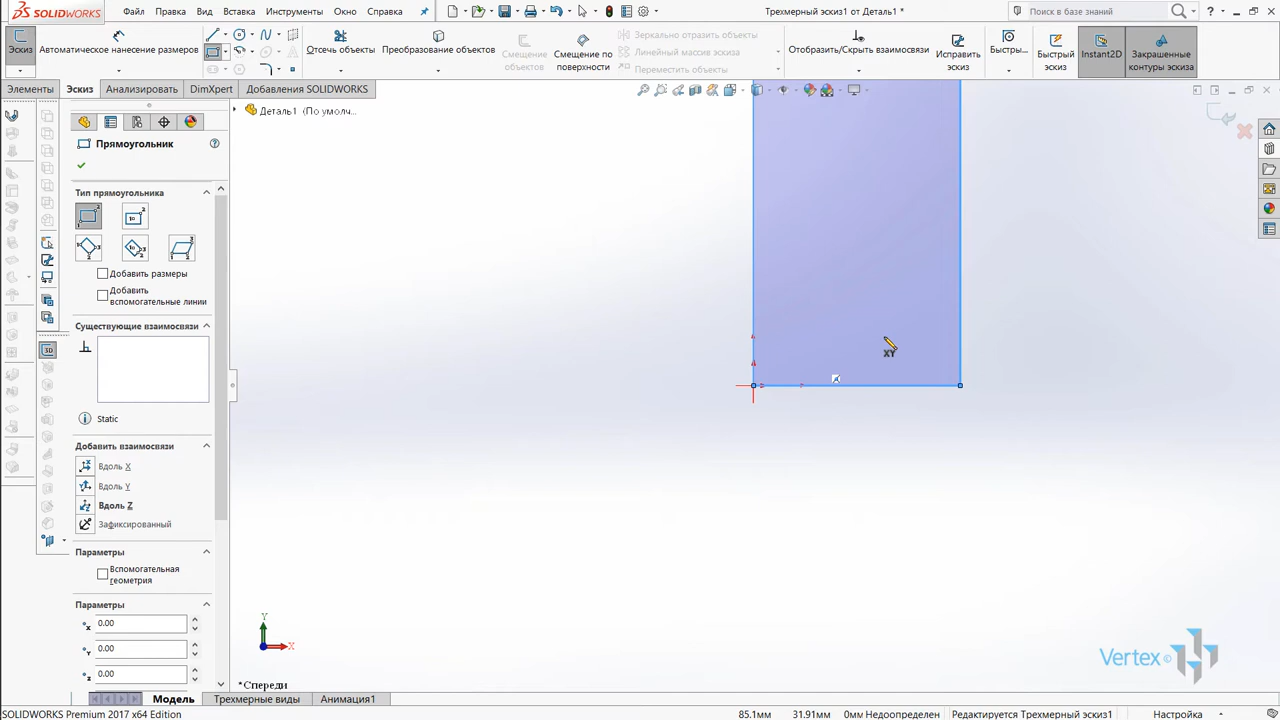 SOLIDWORKS Файл Правка Вид Вставка Инструменты Окно Справка Трехмерный эскиз1 от Деталь1 * Поиск в базе знаний
Эскиз Автоматическое нанесение размеров Отсечь объекты Преобразование объектов Смещение объектов Смещение по поверхности Зеркально отразить объекты Отобразить/Скрыть взаимосвязи Исправить эскиз Быстры... Быстрый эскиз Instant2D Закрашенные контуры эскиза
Линейный массив эскиза
Переместить объекты
Элементы Эскиз Анализировать DimXpert Добавления SOLIDWORKS
Деталь1 (По умолч...
Прямоугольник
Тип прямоугольника
Добавить размеры
Добавить
вспомогательные линии
Существующие взаимосвязи
Static
Добавить взаимосвязи
Вдоль X
Вдоль Y
Вдоль Z
Зафиксированный
Параметры
Вспомогательная
геометрия
Параметры
0.00
0.00
0.00
XY
Y
X
*Спереди
Vertex ©
Модель Трехмерные виды Анимация1
SOLIDWORKS Premium 2017 x64 Edition 85.1мм 31.91мм 0мм Недоопределен Редактируется Трехмерный эскиз1 Настройка